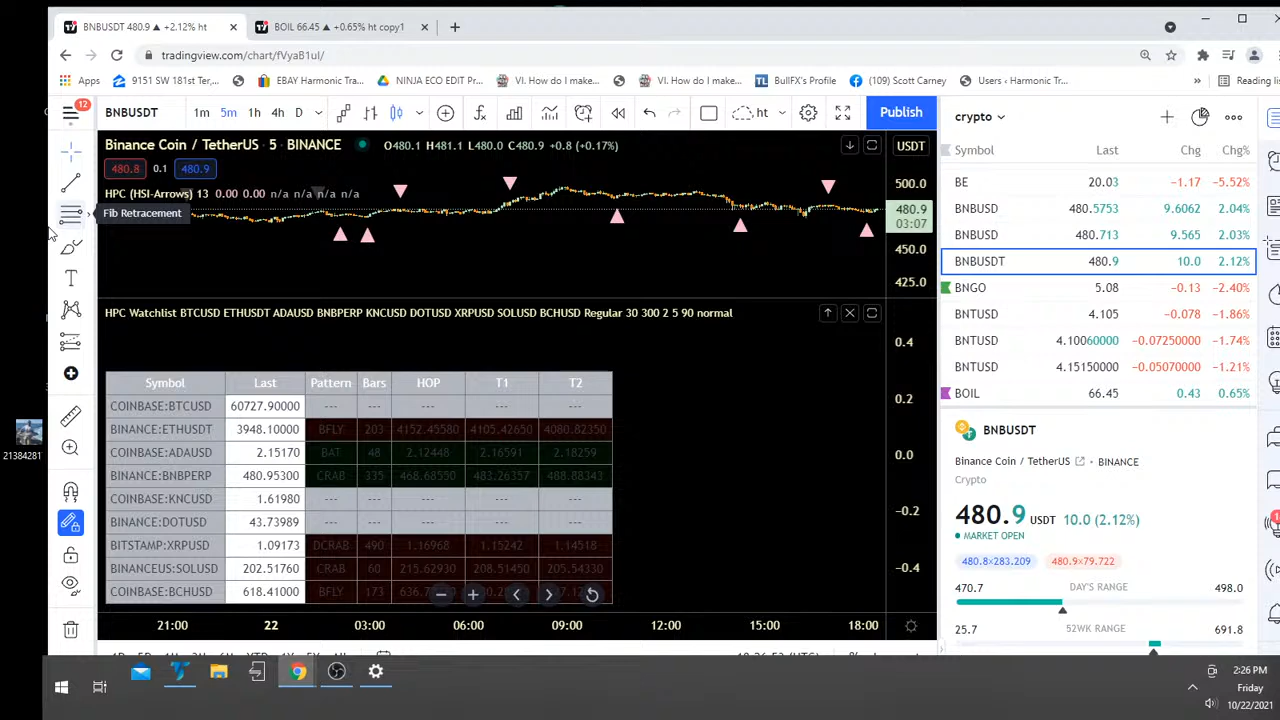 BNBUSDT 480.9 ▲ +2.12% ht
BOIL 66.45 ▲ +0.65% ht copy1
tradingview.com/chart/fVyaB1ul/
Apps
9151 SW 181st Ter,...
EBAY Harmonic Tra...
NINJA ECO EDIT Pr...
VI. How do I make...
VI. How do I make...
TL BullFX's Profile
(109) Scott Carney
Users ‹ Harmonic Tr...
Reading list
12
BNBUSDT
1m 5m 1h 4h D
ht
Publish
Binance Coin / TetherUS · 5 · BINANCE
O480.1 H481.1 L480.0 C480.9 +0.8 (+0.17%)
480.8 0.1 480.9
HPC (HSI-Arrows) 13 0.00 0.00 n/a n/a n/a n/a
Fib Retracement
USDT
500.0
480.9
03:07
450.0
425.0
HPC Watchlist BTCUSD ETHUSDT ADAUSD BNBPERP KNCUSD DOTUSD XRPUSD SOLUSD BCHUSD Regular 30 300 2 5 90 normal
0.4
0.2
0.0
−0.2
−0.4
Symbol Last Pattern Bars HOP T1 T2
COINBASE:BTCUSD 60727.90000 --- --- --- --- ---
BINANCE:ETHUSDT 3948.10000 BFLY 203 4152.45580 4105.42650 4080.82350
COINBASE:ADAUSD 2.15170 BAT 48 2.12448 2.16591 2.18259
BINANCE:BNBPERP 480.95300 CRAB 335 468.68550 483.26357 488.88343
COINBASE:KNCUSD 1.61980 --- --- --- --- ---
BINANCE:DOTUSD 43.73989 --- --- --- --- ---
BITSTAMP:XRPUSD 1.09173 DCRAB 490 1.16968 1.15242 1.14518
BINANCEUS:SOLUSD 202.51760 CRAB 60 215.62930 208.51450 205.54330
COINBASE:BCHUSD 618.41000 BFLY 173
21:00 22 03:00 06:00 09:00 12:00 15:00 18:00
crypto
Symbol Last Chg Chg%
BE 20.03 −1.17 −5.52%
BNBUSD 480.5753 9.6062 2.04%
BNBUSD 480.713 9.565 2.03%
BNBUSDT 480.9 10.0 2.12%
BNGO 5.08 −0.13 −2.40%
BNTUSD 4.105 −0.078 −1.86%
BNTUSD 4.10060000 −0.07250000 −1.74%
BNTUSD 4.15150000 −0.05070000 −1.21%
BOIL 66.45 0.43 0.65%
BNBUSDT
Binance Coin / TetherUS • BINANCE
Crypto
480.9 USDT 10.0 (2.12%)
MARKET OPEN
480.8×283.209 480.9×79.722
470.7 DAY'S RANGE 498.0
25.7 52WK RANGE 691.8
21384281
2:26 PM
Friday
10/22/2021